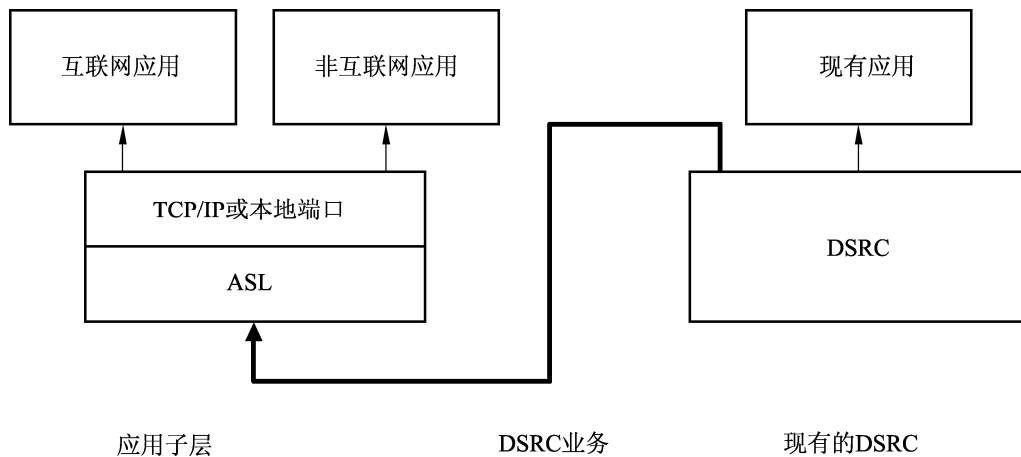 互联网应用
非互联网应用
现有应用
TCP/IP或本地端口
DSRC
ASL
应用子层
DSRC业务
现有的DSRC